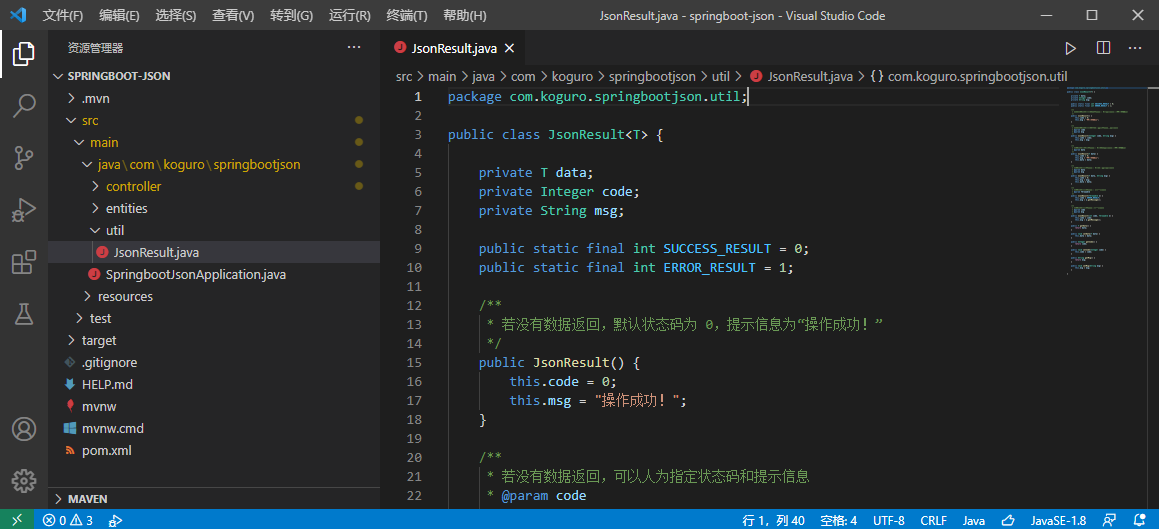 文件(F) 编辑(E) 选择(S) 查看(V) 转到(G) 运行(R) 终端(T) 帮助(H) JsonResult.java - springboot-json - Visual Studio Code
资源管理器
SPRINGBOOT-JSON
.mvn
src
main
java\com\koguro\springbootjson
controller
entities
util
JsonResult.java
SpringbootJsonApplication.java
resources
test
target
.gitignore
HELP.md
mvnw
mvnw.cmd
pom.xml
MAVEN
JsonResult.java
src > main > java > com > koguro > springbootjson > util > JsonResult.java > {} com.koguro.springbootjson.util
1 package com.koguro.springbootjson.util;
2
3 public class JsonResult<T> {
4
5 private T data;
6 private Integer code;
7 private String msg;
8
9 public static final int SUCCESS_RESULT = 0;
10 public static final int ERROR_RESULT = 1;
11
12 /**
13 * 若没有数据返回，默认状态码为 0，提示信息为“操作成功！”
14 */
15 public JsonResult() {
16 this.code = 0;
17 this.msg = "操作成功！";
18 }
19
20 /**
21 * 若没有数据返回，可以人为指定状态码和提示信息
22 * @param code
0 3 行 1，列 40 空格: 4 UTF-8 CRLF Java JavaSE-1.8